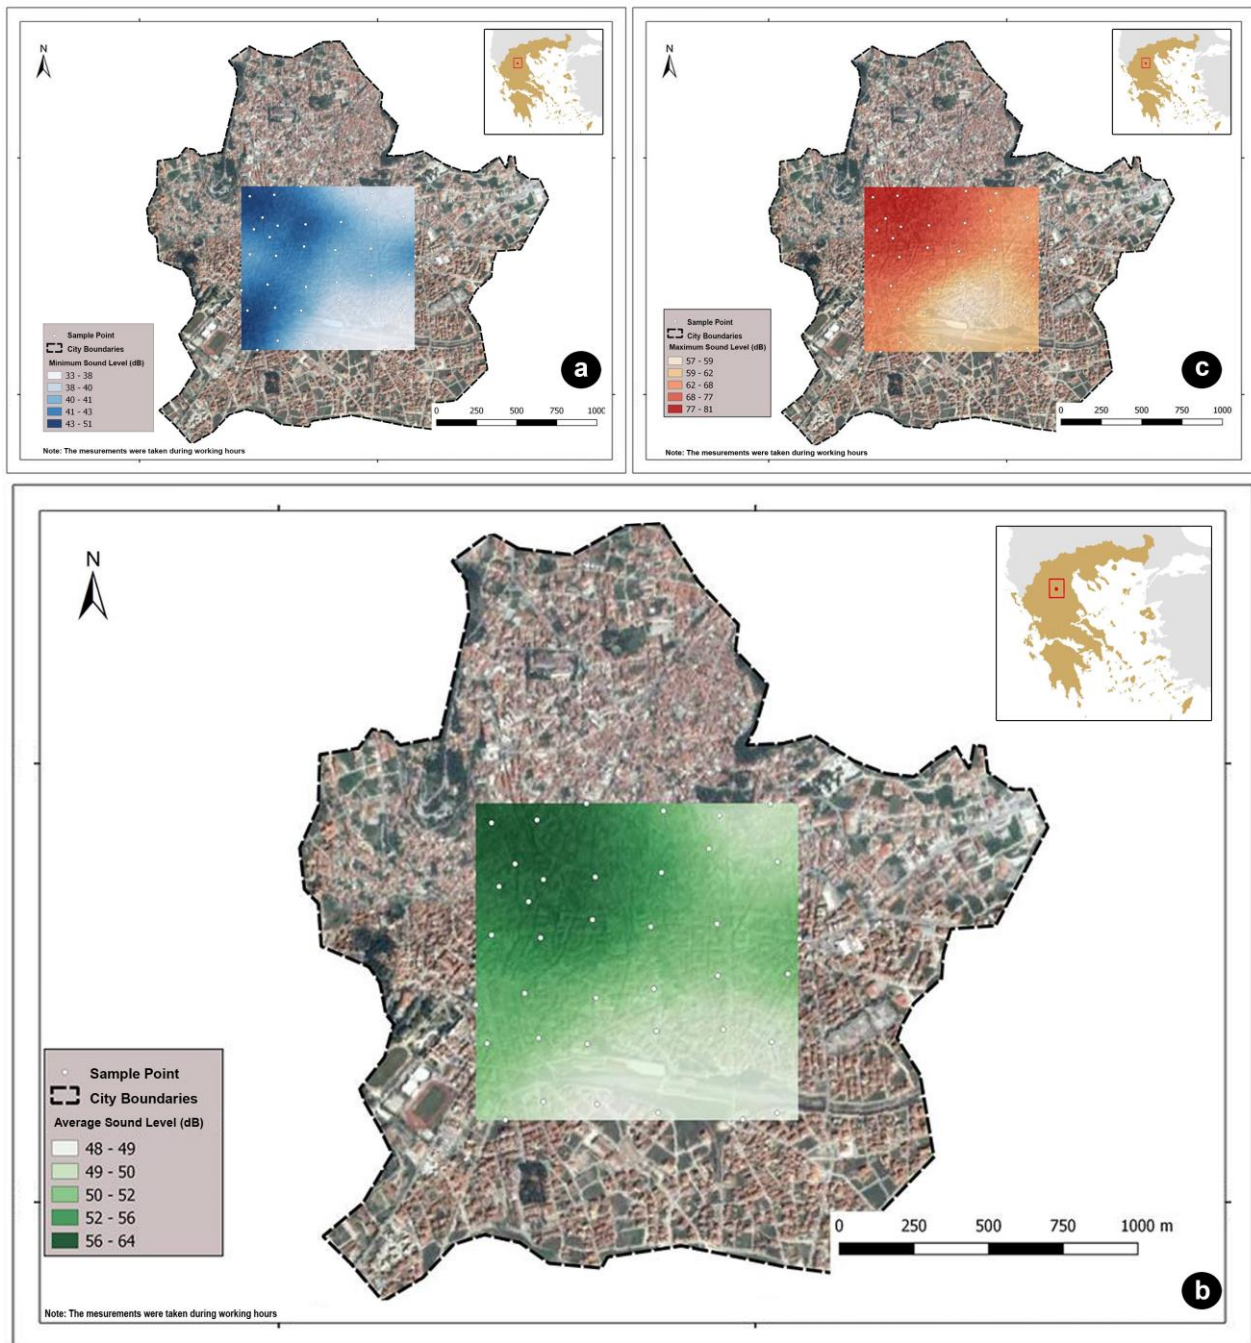 N
Sample Point
City Boundaries
Minimum Sound Level (dB)
33 - 38
38 - 40
40 - 41
41 - 43
43 - 51
a
0 250 500 750 1000
Note: The mesurements were taken during working hours
N
Sample Point
City Boundaries
Maximum Sound Level (dB)
57 - 59
59 - 62
62 - 68
68 - 77
77 - 81
c
0 250 500 750 1000
Note: The mesurements were taken during working hours
N
Sample Point
City Boundaries
Average Sound Level (dB)
48 - 49
49 - 50
50 - 52
52 - 56
56 - 64
0 250 500 750 1000 m
b
Note: The mesurements were taken during working hours